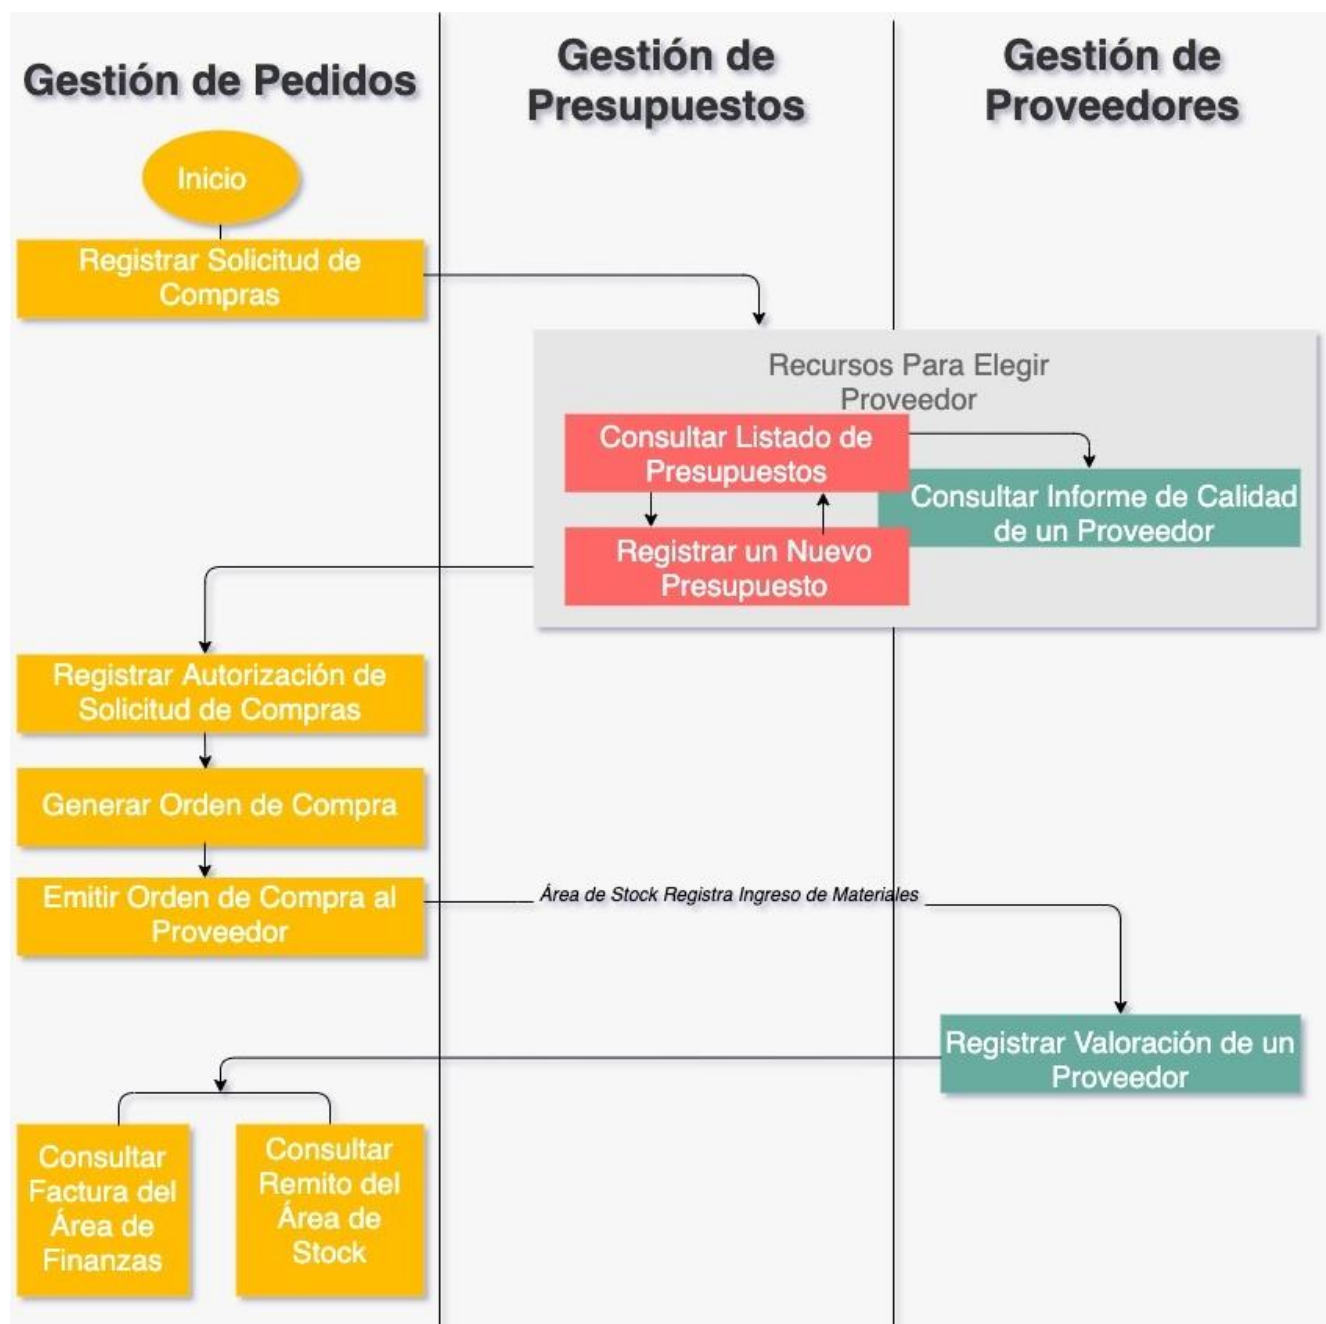 Gestión de Pedidos
Gestión de
Presupuestos
Gestión de
Proveedores
Inicio
Registrar Solicitud de
Compras
Recursos Para Elegir
Proveedor
Consultar Listado de
Presupuestos
Consultar Informe de Calidad
de un Proveedor
Registrar un Nuevo
Presupuesto
Registrar Autorización de
Solicitud de Compras
Generar Orden de Compra
Emitir Orden de Compra al
Proveedor
Área de Stock Registra Ingreso de Materiales
Registrar Valoración de un
Proveedor
Consultar
Factura del
Área de
Finanzas
Consultar
Remito del
Área de
Stock